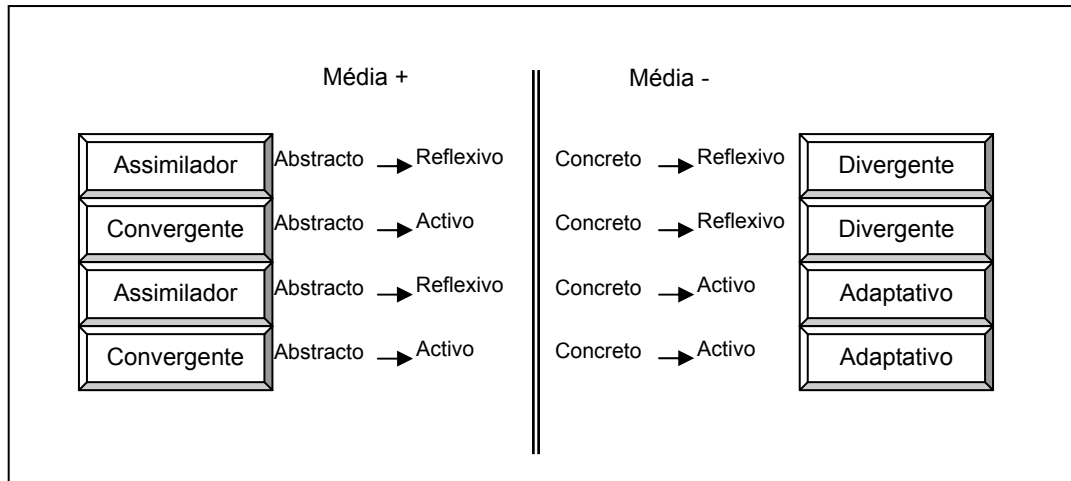 Média + Média -
Assimilador Abstracto Reflexivo Concreto Reflexivo Divergente
Convergente Abstracto Activo Concreto Reflexivo Divergente
Assimilador Abstracto Reflexivo Concreto Activo Adaptativo
Convergente Abstracto Activo Concreto Activo Adaptativo